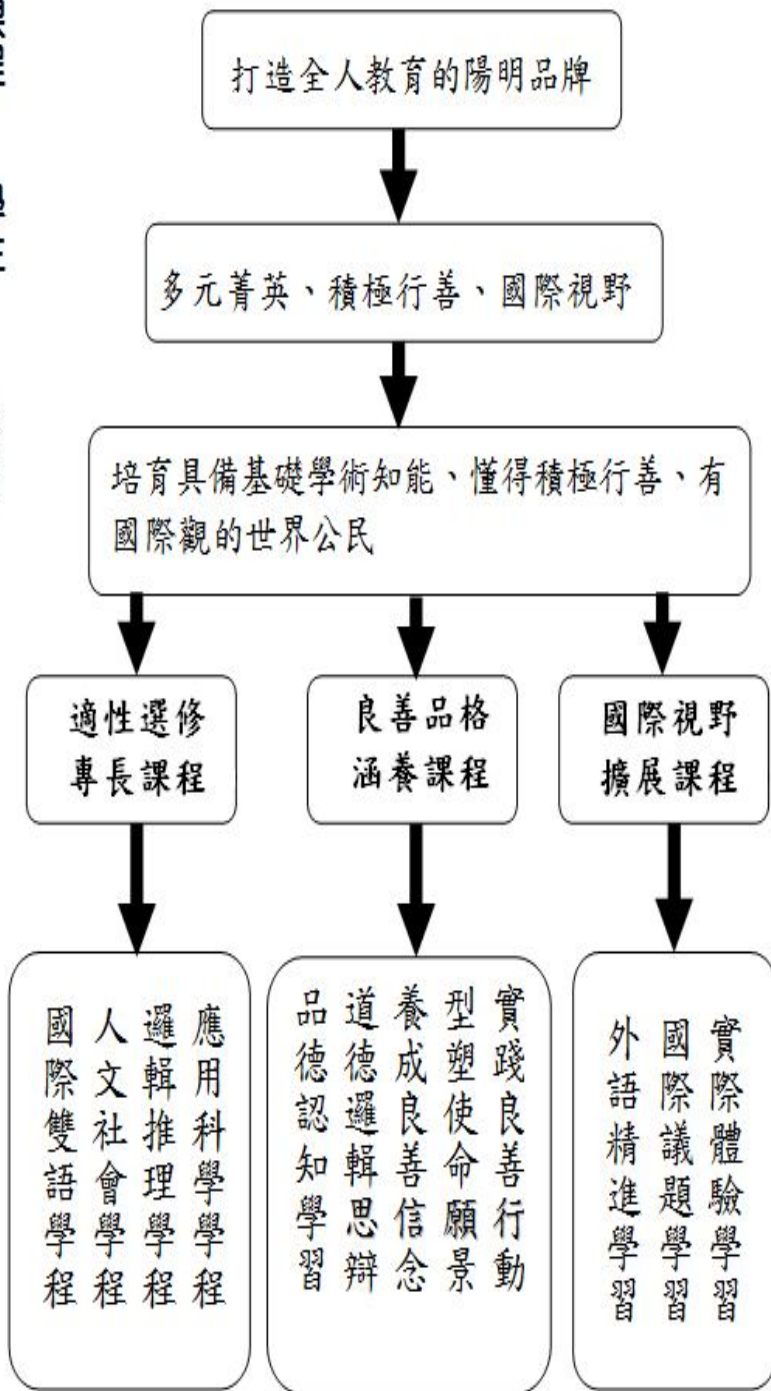 打造全人教育的陽明品牌
多元菁英、積極行善、國際視野
培育具備基礎學術知能、懂得積極行善、有
國際觀的世界公民
適性選修
專長課程
良善品格
涵養課程
國際視野
擴展課程
國際雙語學程
人文社會學程
邏輯推理學程
應用科學學程
品德認知學習
道德邏輯思辯
養成良善信念
型塑使命願景
實踐良善行動
外語精進學習
國際議題學習
實際體驗學習